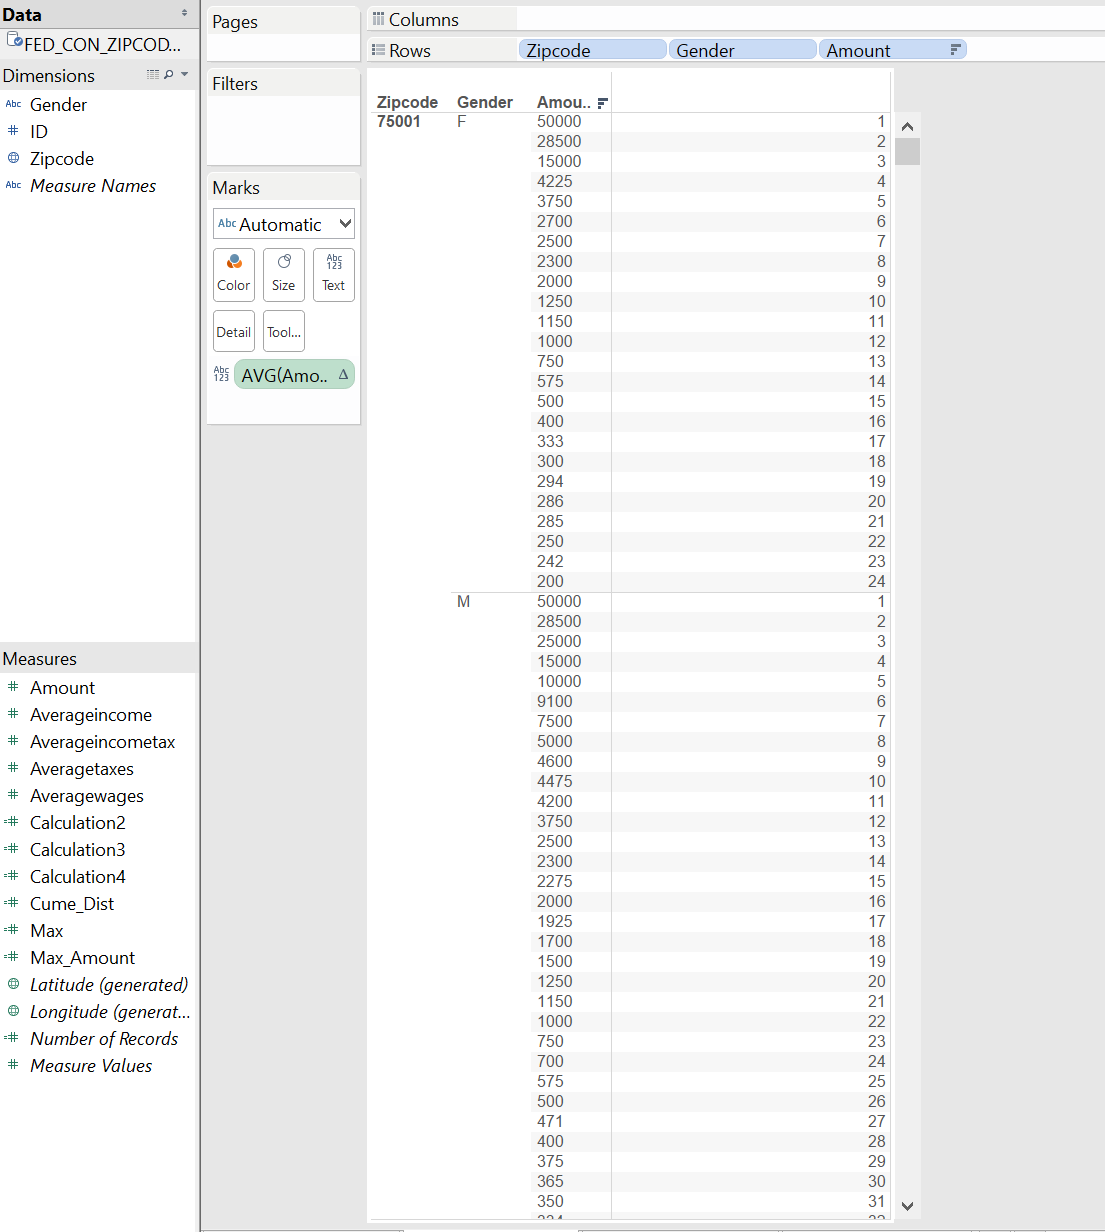 Data
FED_CON_ZIPCOD...
Dimensions
Abc Gender
# ID
Zipcode
Abc Measure Names
Measures
# Amount
# Averageincome
# Averageincometax
# Averagetaxes
# Averagewages
=# Calculation2
=# Calculation3
=# Calculation4
=# Cume_Dist
=# Max
=# Max_Amount
Latitude (generated)
Longitude (generat...
=# Number of Records
# Measure Values
Pages
Filters
Marks
Abc Automatic
Color Size Abc 123 Text
Detail Tool...
Abc 123 AVG(Amo.. Δ
Columns
Rows Zipcode Gender Amount
Zipcode Gender Amou..
75001 F 50000 1
28500 2
15000 3
4225 4
3750 5
2700 6
2500 7
2300 8
2000 9
1250 10
1150 11
1000 12
750 13
575 14
500 15
400 16
333 17
300 18
294 19
286 20
285 21
250 22
242 23
200 24
M 50000 1
28500 2
25000 3
15000 4
10000 5
9100 6
7500 7
5000 8
4600 9
4475 10
4200 11
3750 12
2500 13
2300 14
2275 15
2000 16
1925 17
1700 18
1500 19
1250 20
1150 21
1000 22
750 23
700 24
575 25
500 26
471 27
400 28
375 29
365 30
350 31